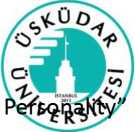 ÜSKÜDAR
ÜNİVERSİTESİ
İSTANBUL
2011
Personality”